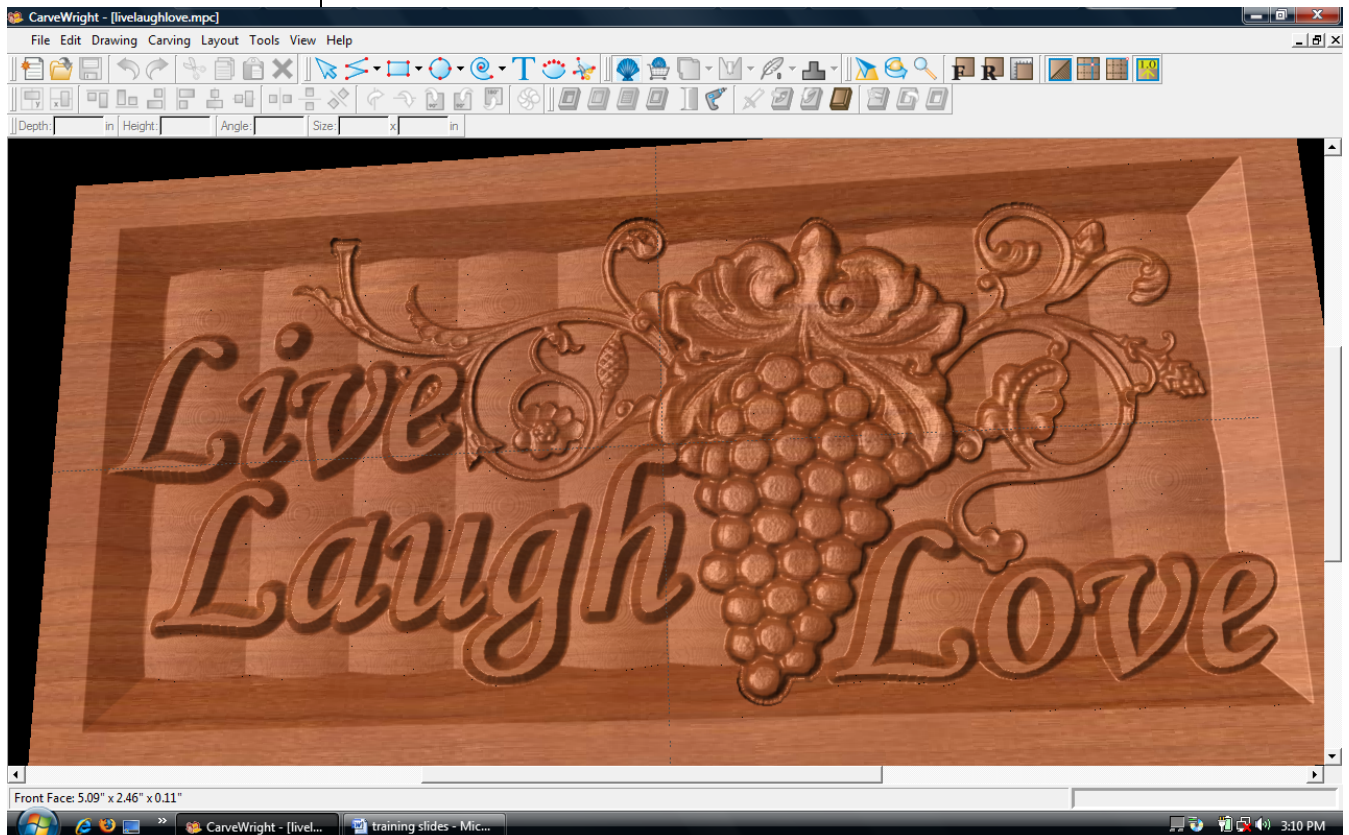 CarveWright - [livelaughlove.mpc]
File Edit Drawing Carving Layout Tools View Help
T F R
Depth: in Height: Angle: Size: x in
Live
Laugh
Love
Front Face: 5.09" x 2.46" x 0.11"
» CarveWright - [livel... training slides - Mic... 3:10 PM